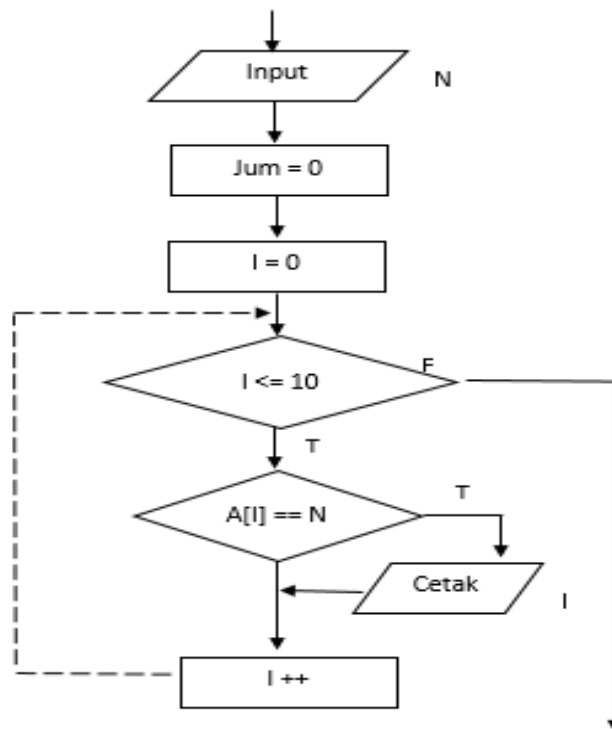 Input
N
Jum = 0
I = 0
F
I <= 10
T
T
A[I] == N
Cetak
I
I ++